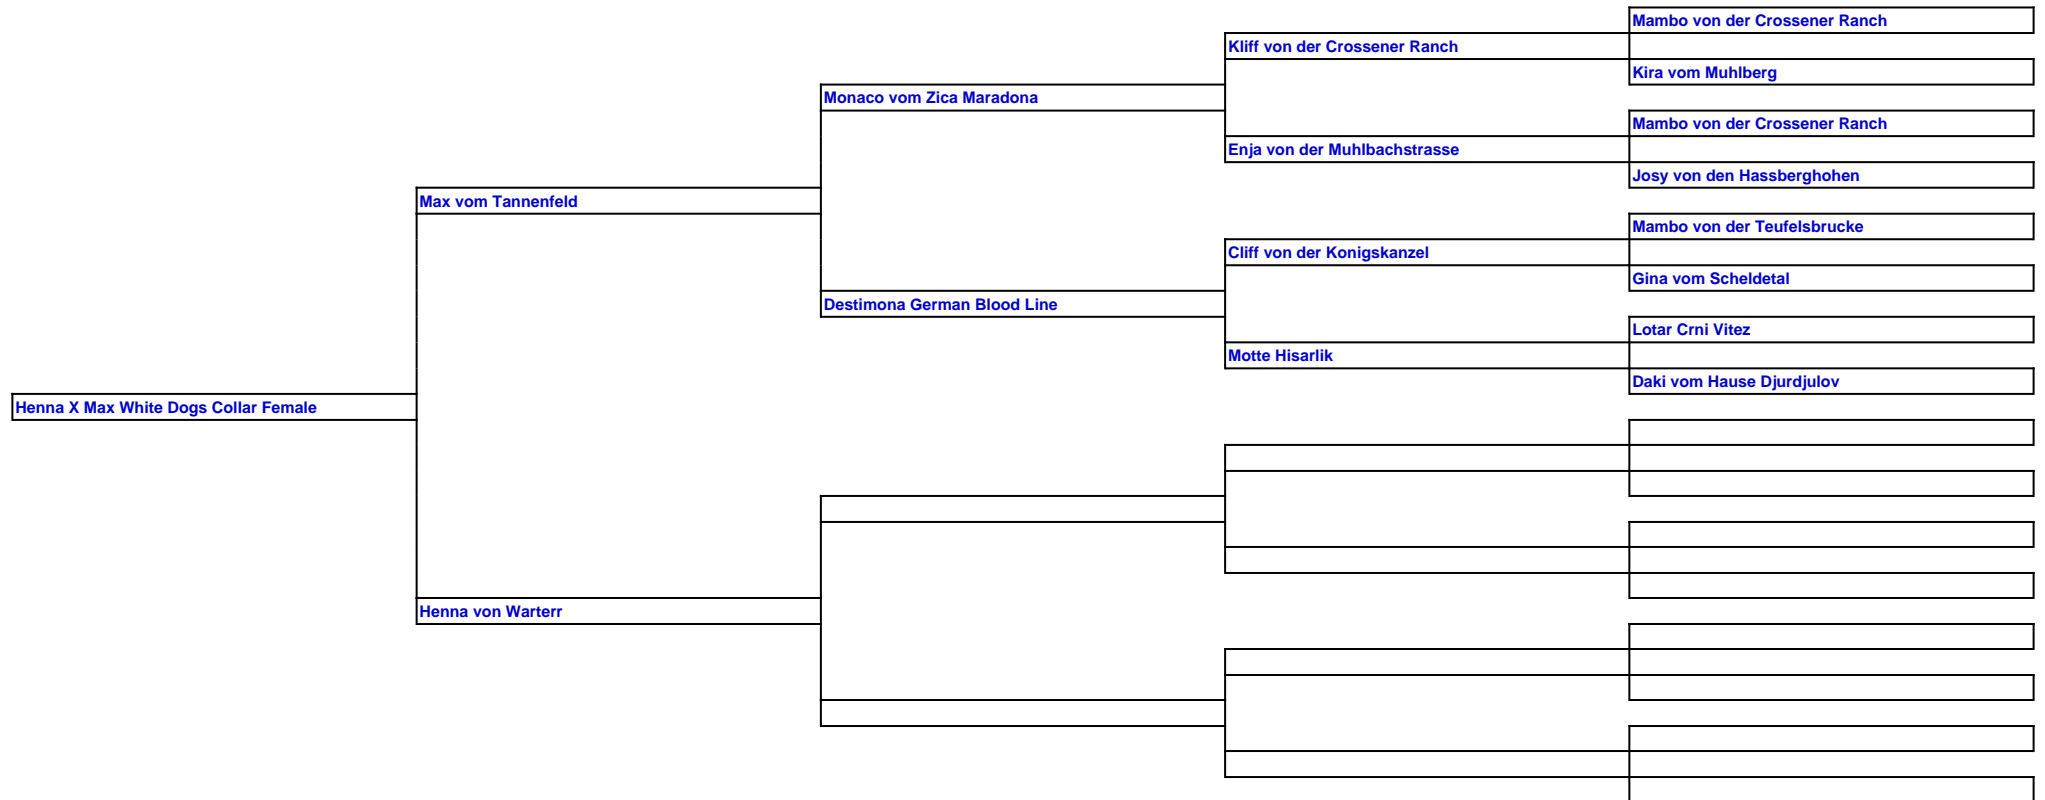 Mambo von der Crossener Ranch
Kliff von der Crossener Ranch
Kira vom Muhlberg
Monaco vom Zica Maradona
Mambo von der Crossener Ranch
Enja von der Muhlbachstrasse
Josy von den Hassberghohen
Max vom Tannenfeld
Mambo von der Teufelsbrucke
Cliff von der Konigskanzel
Gina vom Scheldetal
Destimona German Blood Line
Lotar Crni Vitez
Motte Hisarlik
Daki vom Hause Djurdjulov
Henna X Max White Dogs Collar Female
Henna von Warterr